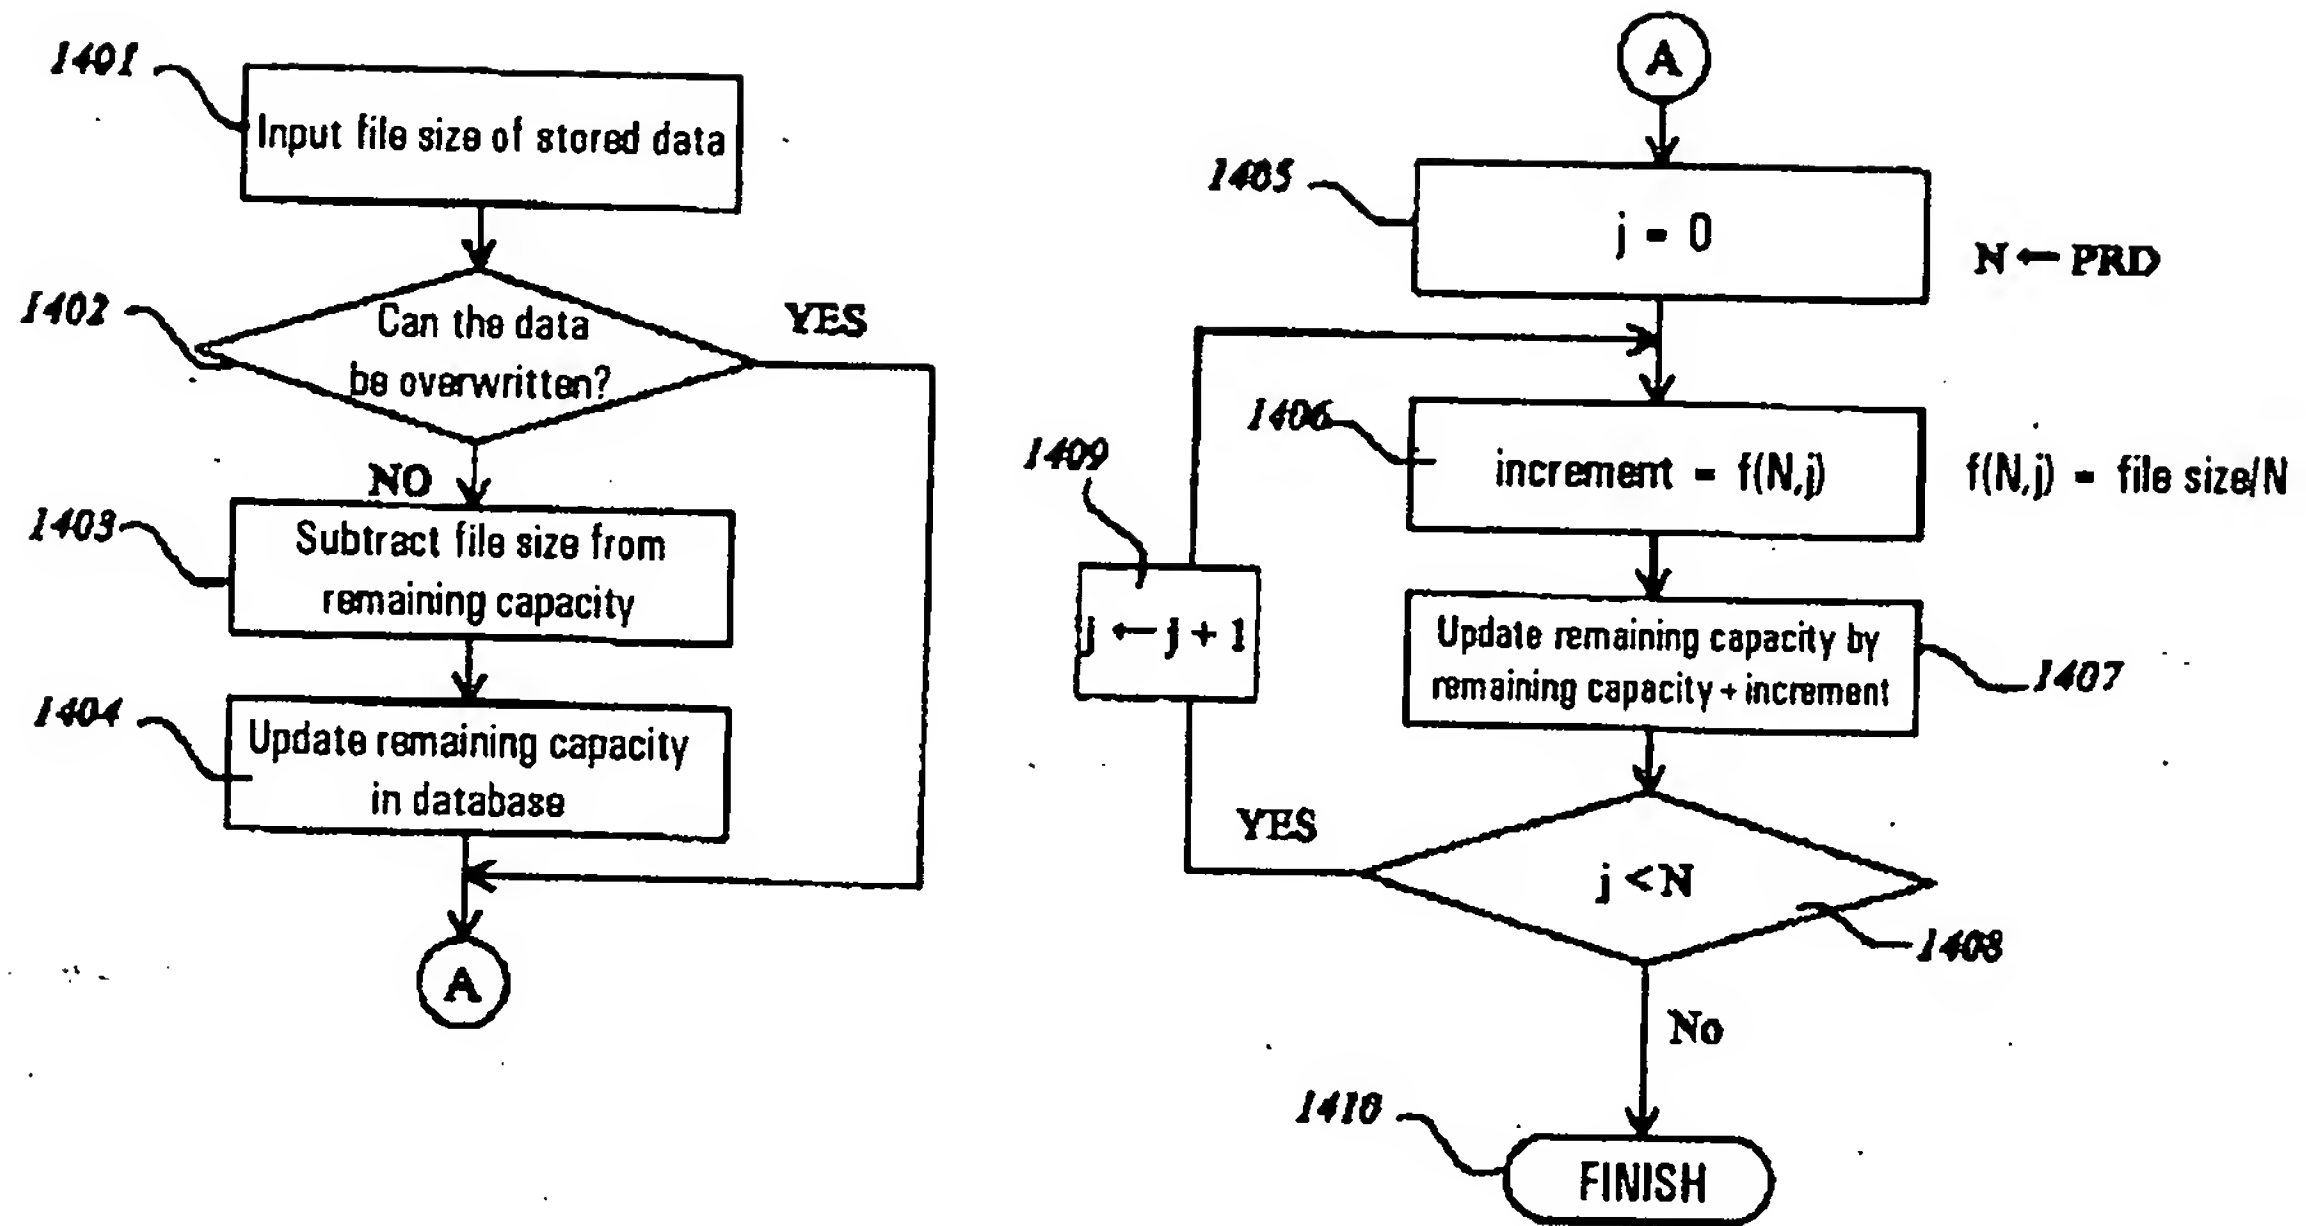 1401
Input file size of stored data
1402
Can the data
be overwritten?
YES
NO
1403
Subtract file size from
remaining capacity
1404
Update remaining capacity
in database
A
A
1405
j = 0
N ← PRD
1406
increment = f(N,j)
f(N,j) = file size/N
1409
j ← j + 1
Update remaining capacity by
remaining capacity + increment
1407
YES
j < N
1408
No
1410
FINISH